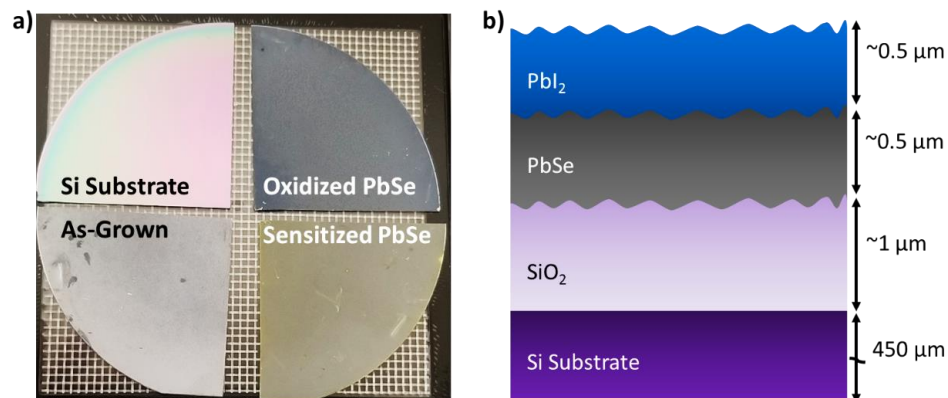 a)
Si Substrate
Oxidized PbSe
As-Grown
Sensitized PbSe
b)
PbI₂
~0.5 μm
PbSe
~0.5 μm
SiO₂
~1 μm
Si Substrate
450 μm